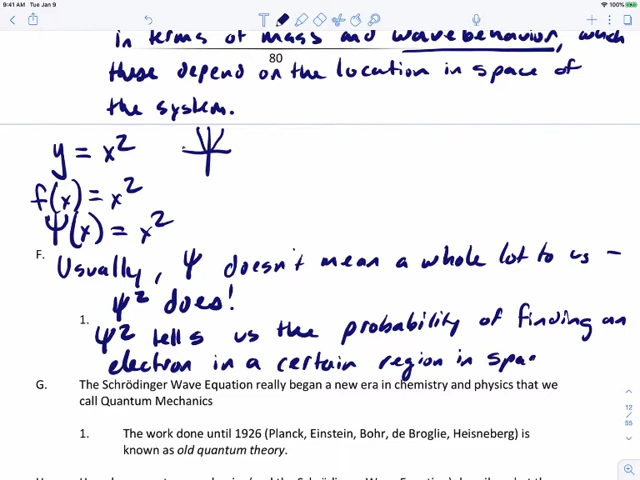 9:41 AM Tue Jan 9
100%
in terms of mass and wave behavior, which
80
these depend on the location in space of
the system.
y = x²
f(x) = x²
Ψ(x) = x²
F. Usually, Ψ doesn't mean a whole lot to us –
Ψ² does!
1. Ψ² tells us the probability of finding an
electron in a certain region in spa
G. The Schrödinger Wave Equation really began a new era in chemistry and physics that we
call Quantum Mechanics
12
55
1. The work done until 1926 (Planck, Einstein, Bohr, de Broglie, Heisneberg) is
known as old quantum theory.